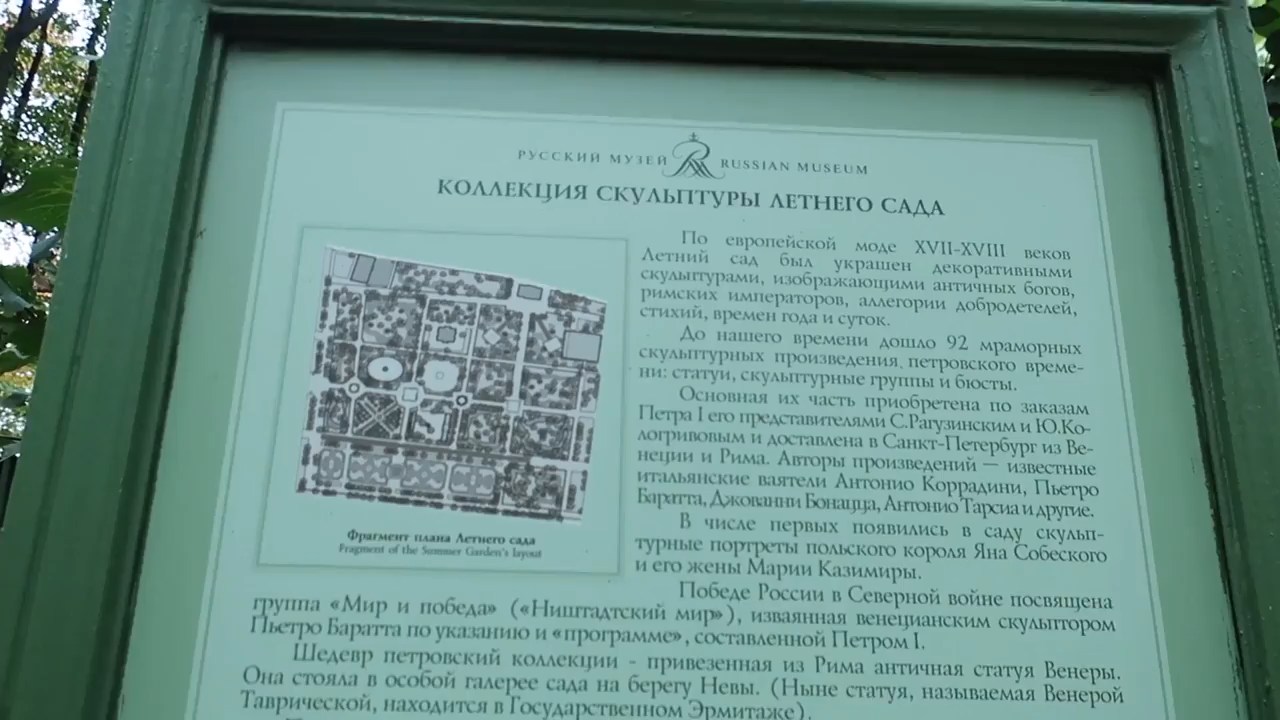 РУССКИЙ МУЗЕЙ RUSSIAN MUSEUM
КОЛЛЕКЦИЯ СКУЛЬПТУРЫ ЛЕТНЕГО САДА
Фрагмент плана Летнего сада
Fragment of the Summer Garden's layout
По европейской моде XVII-XVIII веков
Летний сад был украшен декоративными
скульптурами, изображающими античных богов,
римских императоров, аллегории добродетелей,
стихий, времен года и суток.
До нашего времени дошло 92 мраморных
скульптурных произведения петровского време-
ни: статуи, скульптурные группы и бюсты.
Основная их часть приобретена по заказам
Петра I его представителями С.Рагузинским и Ю.Ко-
логривовым и доставлена в Санкт-Петербург из Ве-
неции и Рима. Авторы произведений — известные
итальянские ваятели Антонио Коррадини, Пьетро
Баратта, Джованни Бонацца, Антонио Тарсиа и другие.
В числе первых появились в саду скульп-
турные портреты польского короля Яна Собеского
и его жены Марии Казимиры.
Победе России в Северной войне посвящена
группа «Мир и победа» («Ништадтский мир»), изваянная венецианским скульптором
Пьетро Баратта по указанию и «программе», составленной Петром I.
Шедевр петровский коллекции - привезенная из Рима античная статуя Венеры.
Она стояла в особой галерее сада на берегу Невы. (Ныне статуя, называемая Венерой
Таврической, находится в Государственном Эрмитаже).